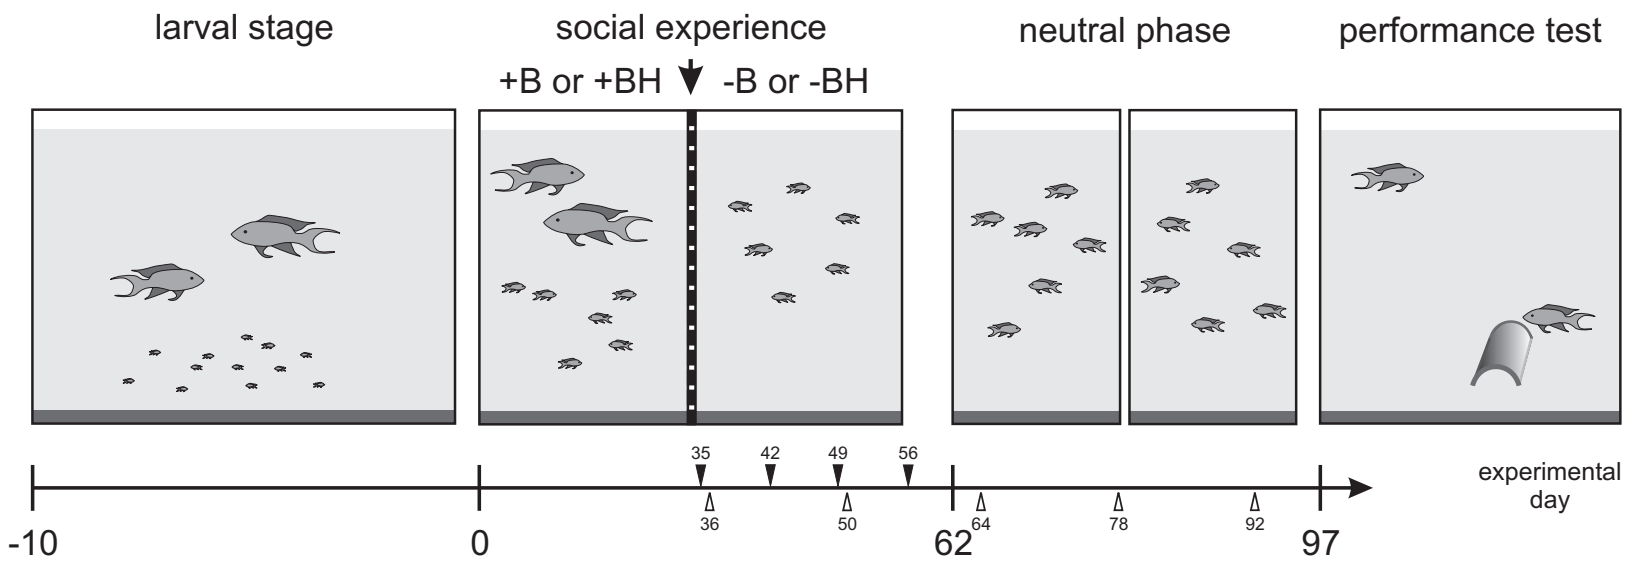 larval stage
social experience
neutral phase
performance test
+B or +BH
-B or -BH
35
42
49
56
experimental
day
36
50
64
78
92
-10
0
62
97